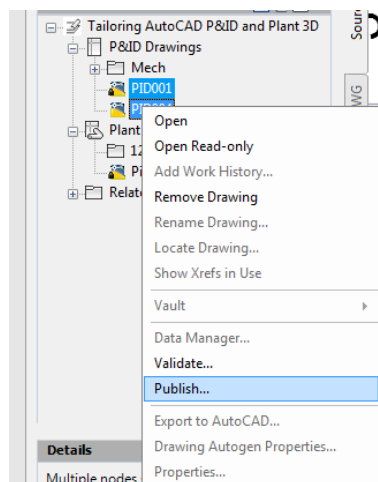 Tailoring AutoCAD P&ID and Plant 3D
P&ID Drawings
Mech
PID001
Plant
12
Pi
Relat
Open
Open Read-only
Add Work History...
Remove Drawing
Rename Drawing...
Locate Drawing...
Show Xrefs in Use
Vault
Data Manager...
Validate...
Publish...
Export to AutoCAD...
Drawing Autogen Properties...
Properties...
Details
Multiple nodes
Sourc
WG